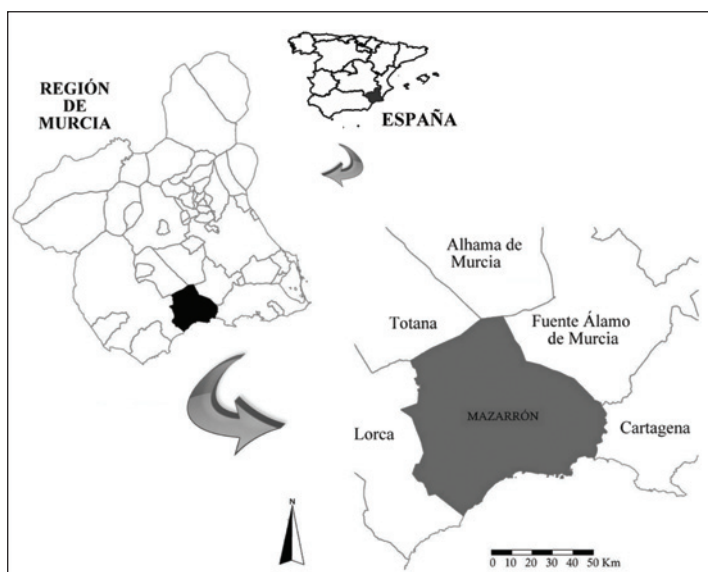 REGIÓN
DE
MURCIA
ESPAÑA
Alhama de
Murcia
Totana
Fuente Álamo
de Murcia
MAZARRÓN
Lorca
Cartagena
N
0 10 20 30 40 50 Km